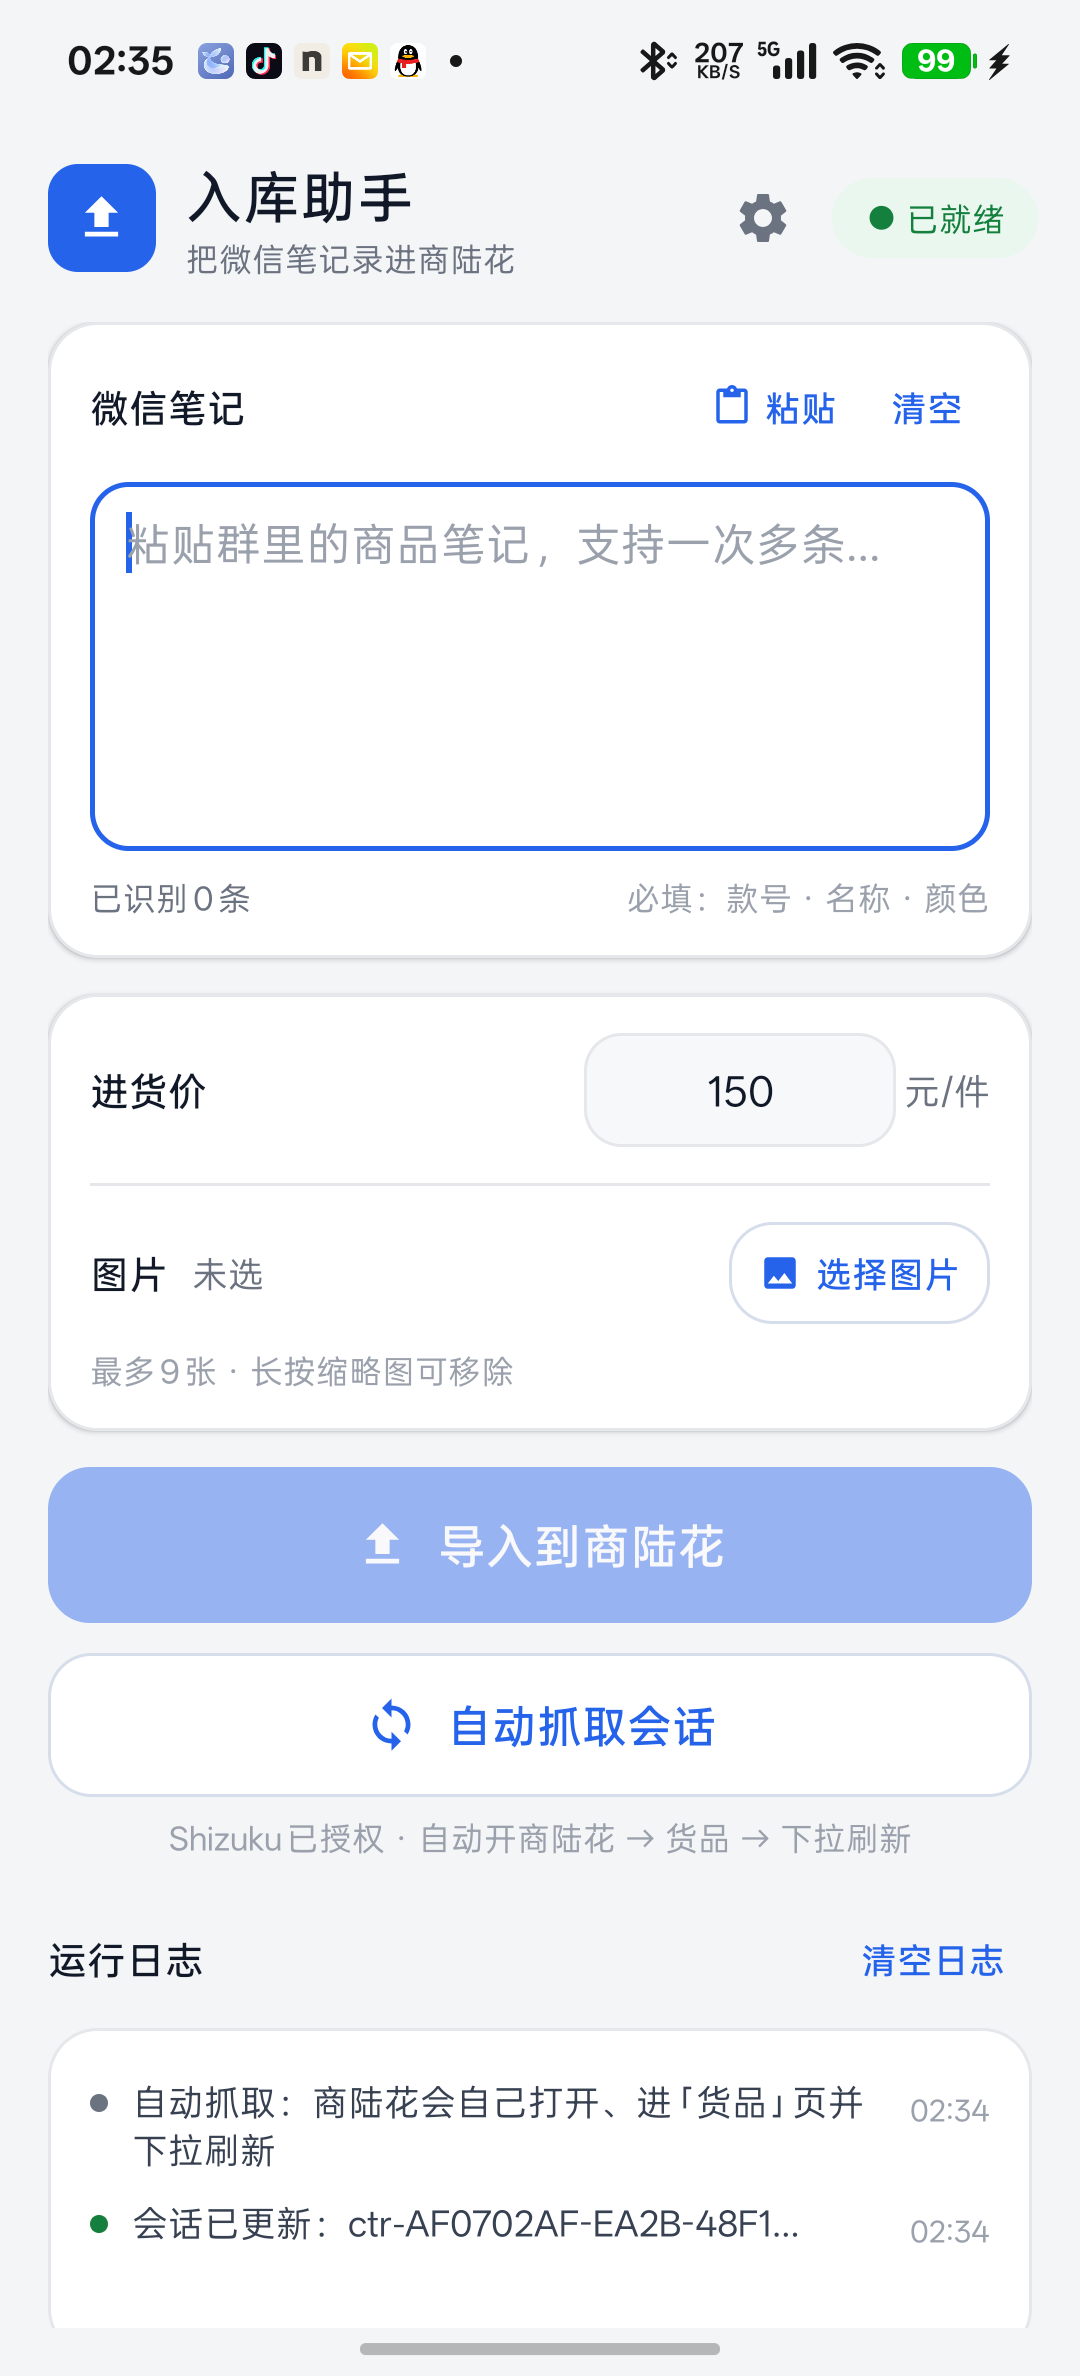 02:35
207 KB/S 5G 99
入库助手
把微信笔记录进商陆花
已就绪
微信笔记 粘贴 清空
粘贴群里的商品笔记，支持一次多条...
已识别 0 条 必填：款号 · 名称 · 颜色
进货价 150 元/件
图片 未选 选择图片
最多 9 张 · 长按缩略图可移除
导入到商陆花
自动抓取会话
Shizuku 已授权 · 自动开商陆花 → 货品 → 下拉刷新
运行日志 清空日志
自动抓取：商陆花会自己打开、进「货品」页并 02:34
下拉刷新
会话已更新：ctr-AF0702AF-EA2B-48F1... 02:34